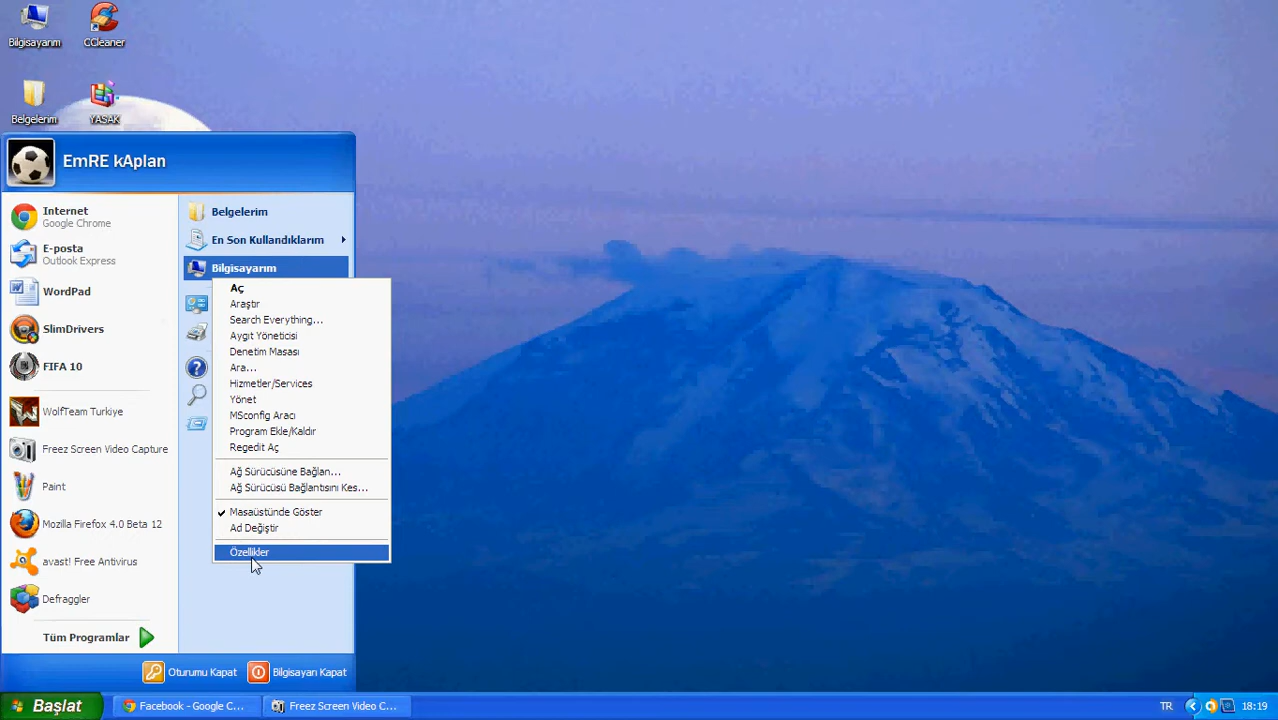 Bilgisayarım
CCleaner
Belgelerim
YASAK
EmRE kAplan
Internet
Google Chrome
E-posta
Outlook Express
WordPad
SlimDrivers
FIFA 10
WolfTeam Turkiye
Freez Screen Video Capture
Paint
Mozilla Firefox 4.0 Beta 12
avast! Free Antivirus
Defraggler
Tüm Programlar
Belgelerim
En Son Kullandıklarım
Bilgisayarım
Aç
Araştır
Search Everything...
Aygıt Yöneticisi
Denetim Masası
Ara...
Hizmetler/Services
Yönet
MSconfig Aracı
Program Ekle/Kaldır
Regedit Aç
Ağ Sürücüsüne Bağlan...
Ağ Sürücüsü Bağlantısını Kes...
Masaüstünde Göster
Ad Değiştir
Özellikler
Oturumu Kapat
Bilgisayarı Kapat
Başlat
Facebook - Google C...
Freez Screen Video C...
TR
18:19